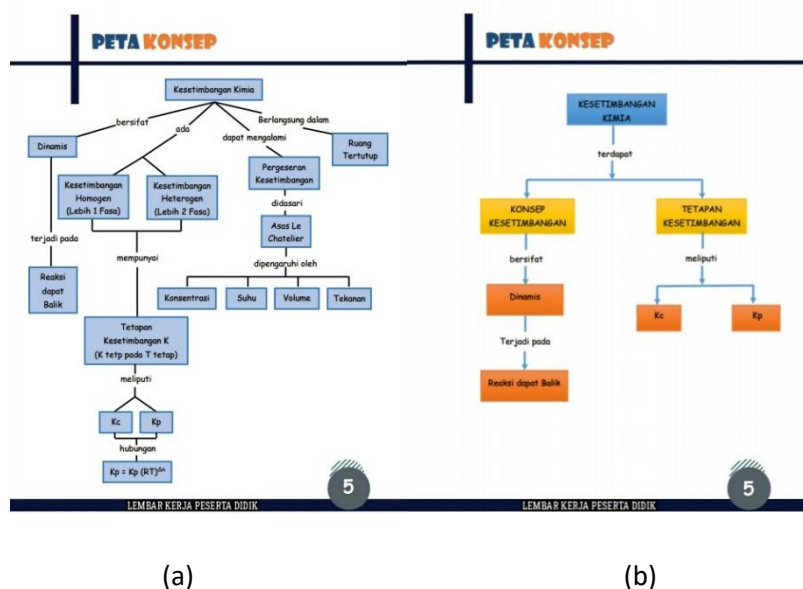 PETA KONSEP
Kesetimbangan Kimia
bersifat
ada
dapat mengalami
Berlangsung dalam
Dinamis
Ruang
Tertutup
Kesetimbangan
Homogen
(Lebih 1 Fasa)
Kesetimbangan
Heterogen
(Lebih 2 Fasa)
Pergeseran
Kesetimbangan
didasari
terjadi pada
Asas Le
Chatelier
mempunyai
dipengaruhi oleh
Reaksi
dapat
Balik
Konsentrasi
Suhu
Volume
Tekanan
Tetapan
Kesetimbangan K
(K tetp pada T tetap)
meliputi
Kc
Kp
hubungan
Kp = Kp (RT)^Δn
5
LEMBAR KERJA PESERTA DIDIK
(a)
PETA KONSEP
KESETIMBANGAN
KIMIA
terdapat
KONSEP
KESETIMBANGAN
TETAPAN
KESETIMBANGAN
bersifat
meliputi
Dinamis
Kc
Kp
Terjadi pada
Reaksi dapat Balik
5
LEMBAR KERJA PESERTA DIDIK
(b)